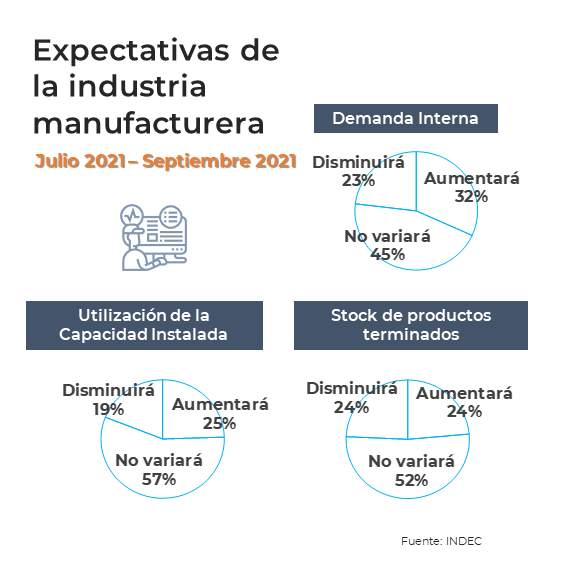 Expectativas de
la industria
manufacturera
Julio 2021 – Septiembre 2021
Demanda Interna
Disminuirá
23%
Aumentará
32%
No variará
45%
Utilización de la
Capacidad Instalada
Disminuirá
19%
Aumentará
25%
No variará
57%
Stock de productos
terminados
Disminuirá
24%
Aumentará
24%
No variará
52%
Fuente: INDEC